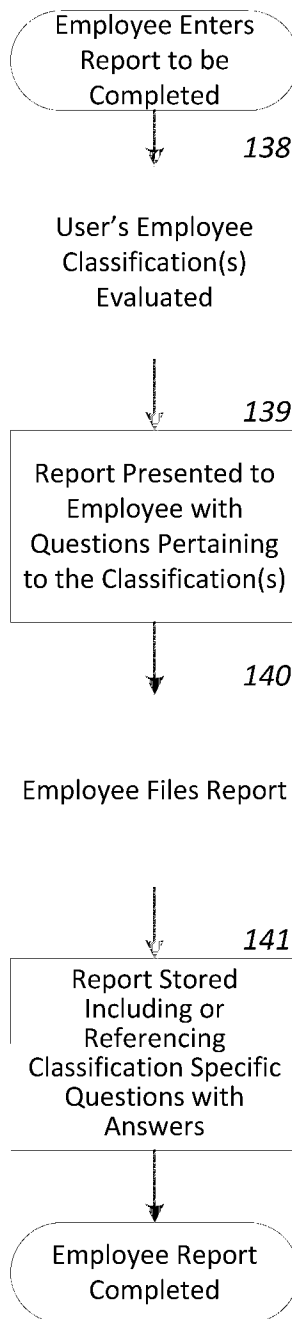 Employee Enters
Report to be
Completed
138
User's Employee
Classification(s)
Evaluated
139
Report Presented to
Employee with
Questions Pertaining
to the Classification(s)
140
Employee Files Report
141
Report Stored
Including or
Referencing
Classification Specific
Questions with
Answers
Employee Report
Completed